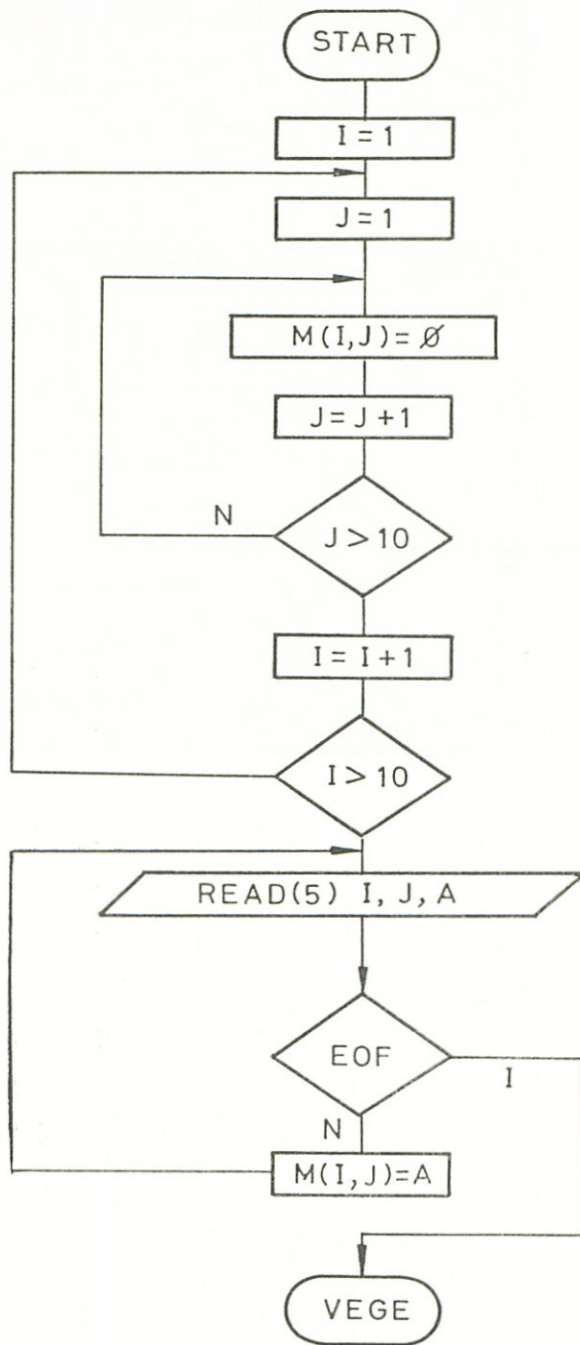 START
I = 1
J = 1
M(I,J)= Ø
J = J + 1
N
J > 10
I = I + 1
I > 10
READ(5) I, J, A
EOF
I
N
M(I,J)=A
VEGE